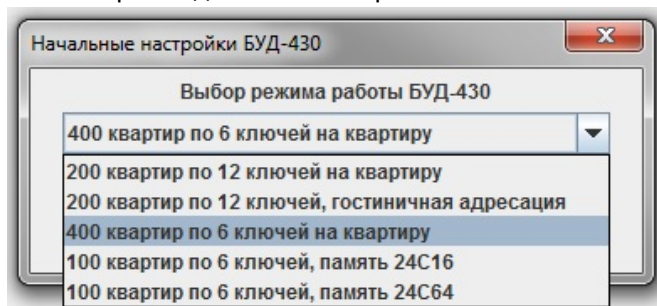 Начальные настройки БУД-430
Выбор режима работы БУД-430
400 квартир по 6 ключей на квартиру
200 квартир по 12 ключей на квартиру
200 квартир по 12 ключей, гостиничная адресация
400 квартир по 6 ключей на квартиру
100 квартир по 6 ключей, память 24С16
100 квартир по 6 ключей, память 24С64